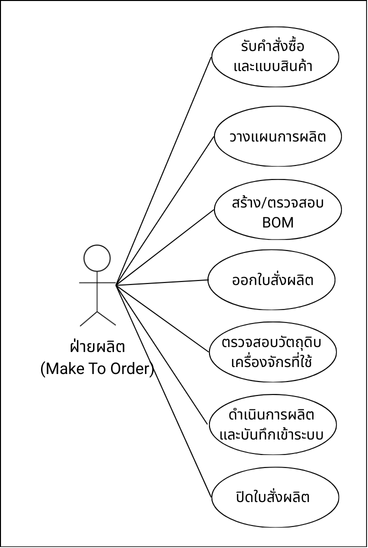 รับคำสั่งซื้อ
และแบบสินค้า
วางแผนการผลิต
สร้าง/ตรวจสอบ
BOM
ออกใบสั่งผลิต
ฝ่ายผลิต
(Make To Order)
ตรวจสอบวัตถุดิบ
เครื่องจักรที่ใช้
ดำเนินการผลิต
และบันทึกเข้าระบบ
ปิดใบสั่งผลิต